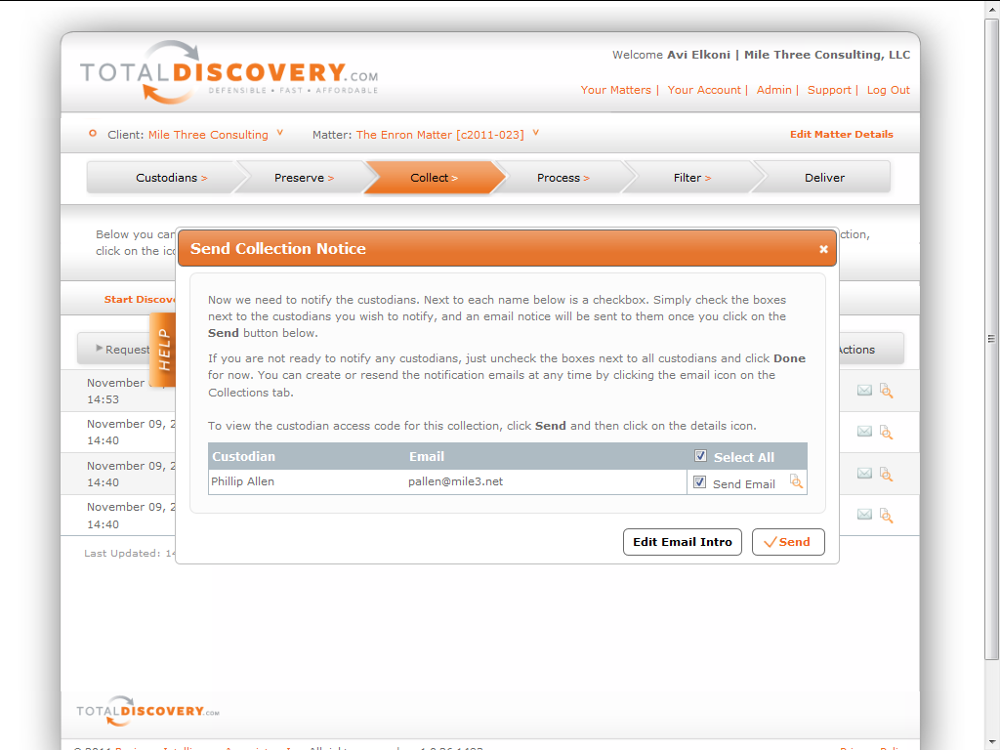 TOTALDISCOVERY.COM
DEFENSIBLE • FAST • AFFORDABLE
Welcome Avi Elkoni | Mile Three Consulting, LLC
Your Matters | Your Account | Admin | Support | Log Out
Client: Mile Three Consulting v Matter: The Enron Matter [c2011-023] v
Edit Matter Details
Custodians > Preserve > Collect > Process > Filter > Deliver
Below you can
ction,
click on the ico
Send Collection Notice
Start Discov
HELP
Request
Actions
November
14:53
November 09, 2
14:40
November 09, 2
14:40
November 09, 2
14:40
Last Updated: 14
Now we need to notify the custodians. Next to each name below is a checkbox. Simply check the boxes
next to the custodians you wish to notify, and an email notice will be sent to them once you click on the
Send button below.
If you are not ready to notify any custodians, just uncheck the boxes next to all custodians and click Done
for now. You can create or resend the notification emails at any time by clicking the email icon on the
Collections tab.
To view the custodian access code for this collection, click Send and then click on the details icon.
Custodian Email Select All
Phillip Allen pallen@mile3.net Send Email
Edit Email Intro Send
TOTALDISCOVERY.COM